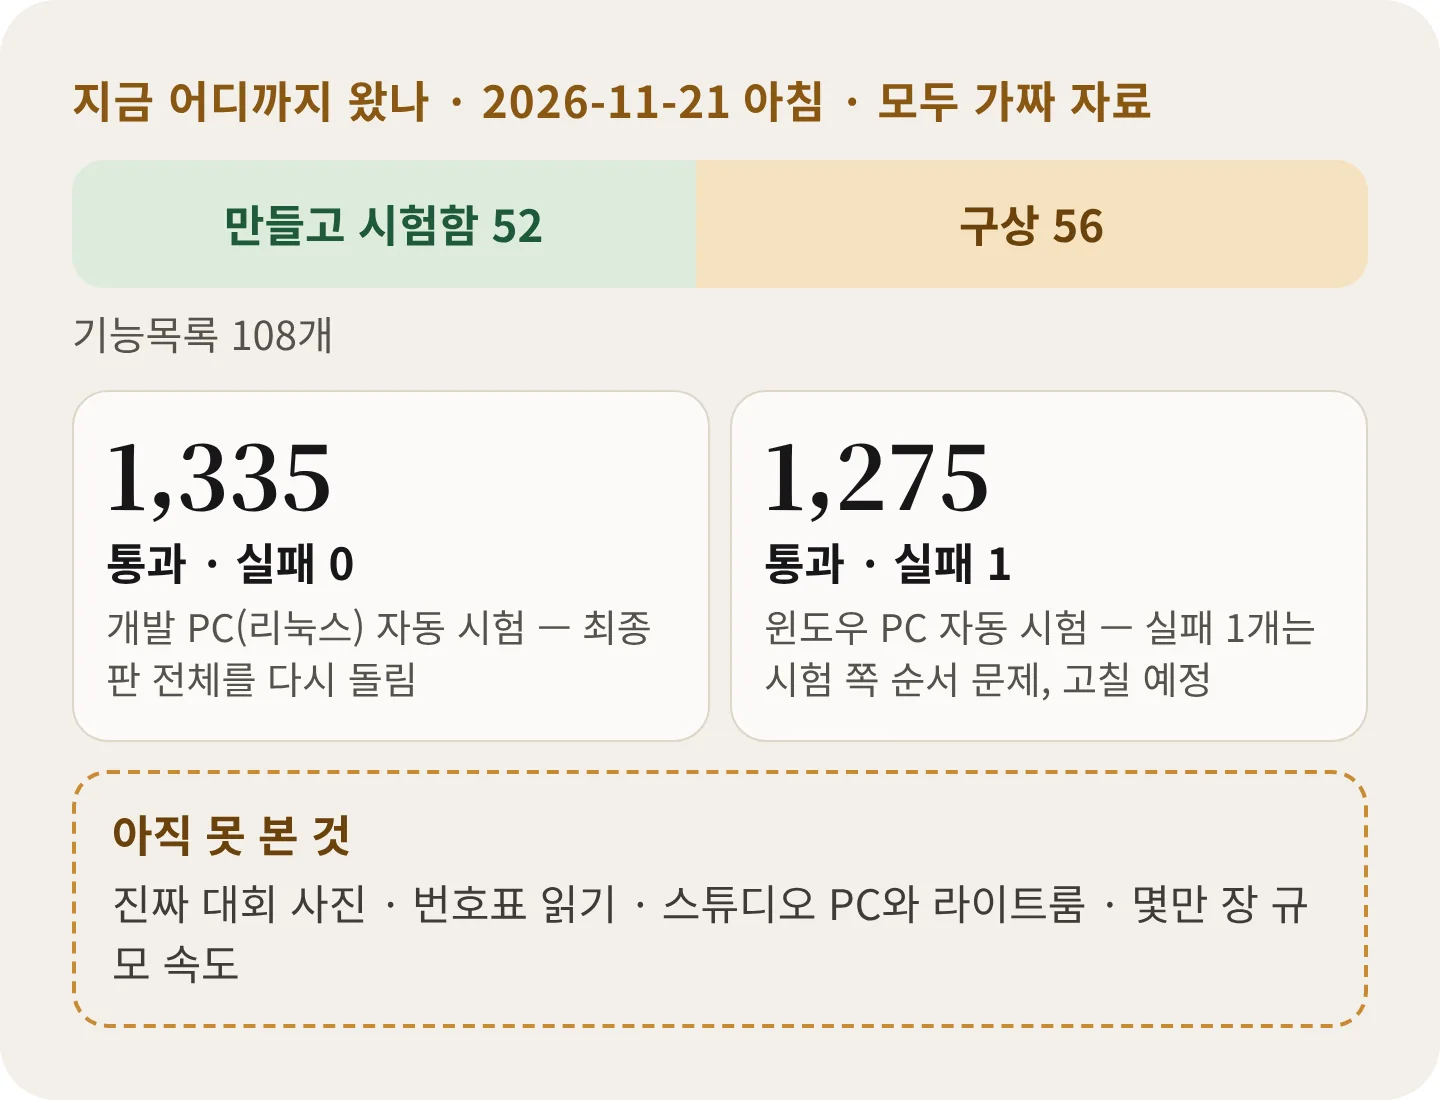 지금 어디까지 왔나 · 2026-11-21 아침 · 모두 가짜 자료
만들고 시험함 52
구상 56
기능목록 108개
1,335
통과 · 실패 0
개발 PC(리눅스) 자동 시험 — 최종
판 전체를 다시 돌림
1,275
통과 · 실패 1
윈도우 PC 자동 시험 — 실패 1개는
시험 쪽 순서 문제, 고칠 예정
아직 못 본 것
진짜 대회 사진 · 번호표 읽기 · 스튜디오 PC와 라이트룸 · 몇만 장 규
모 속도